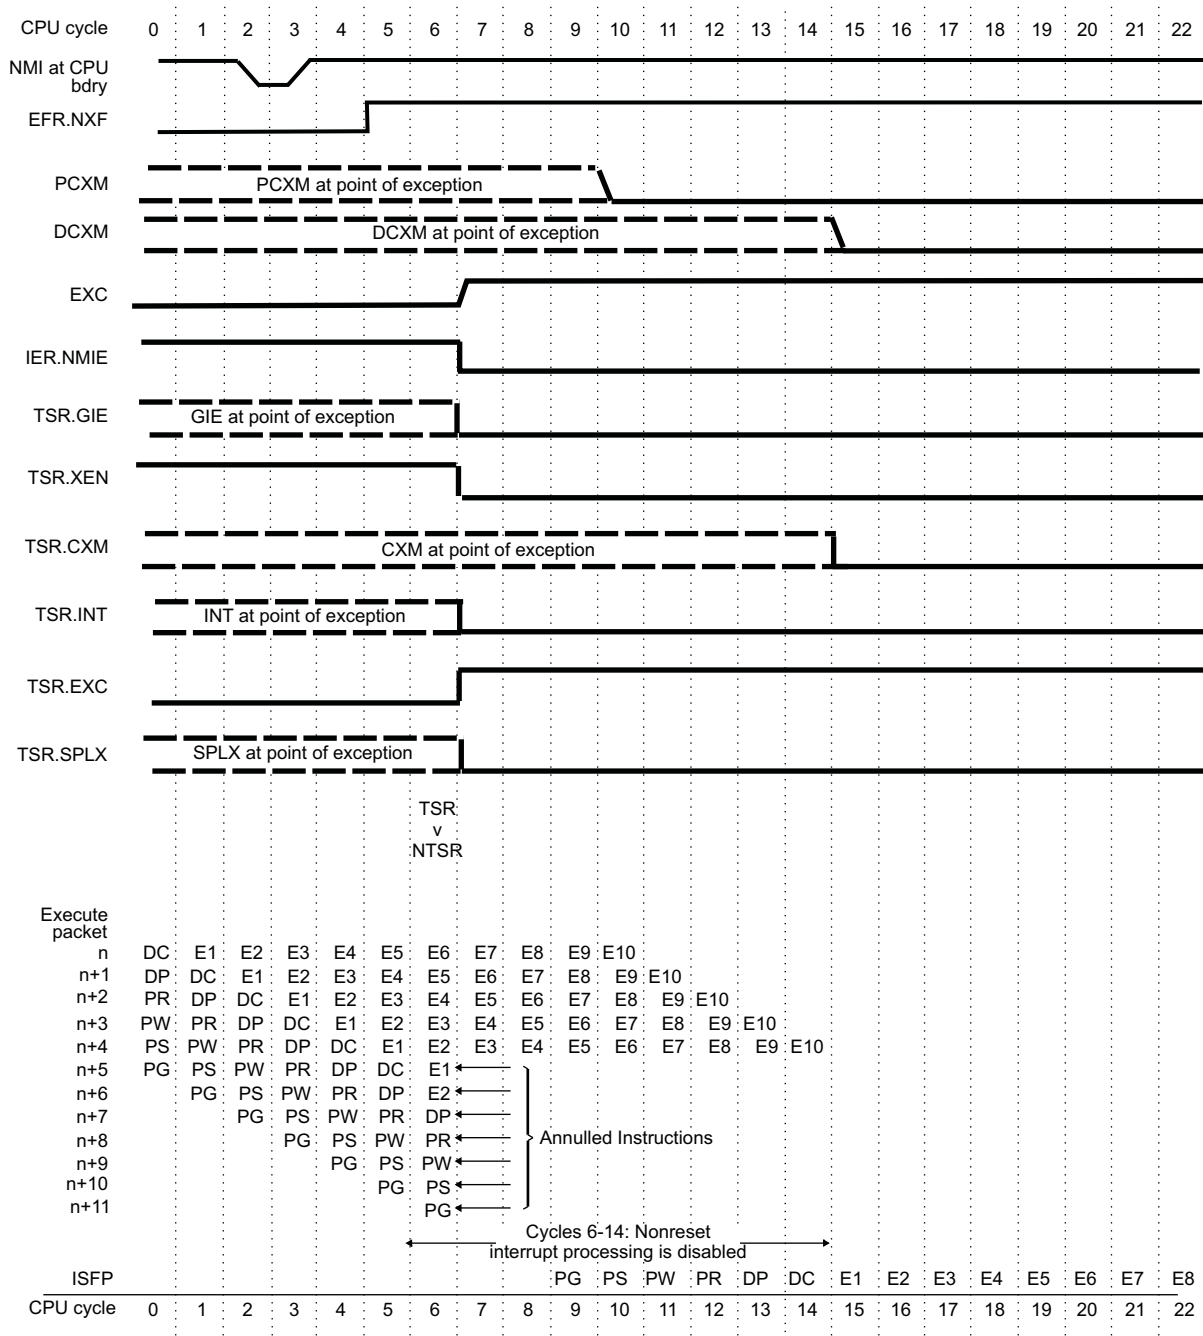 CPU cycle 0 1 2 3 4 5 6 7 8 9 10 11 12 13 14 15 16 17 18 19 20 21 22
NMI at CPU
bdry
EFR.NXF
PCXM PCXM at point of exception
DCXM DCXM at point of exception
EXC
IER.NMIE
TSR.GIE GIE at point of exception
TSR.XEN
TSR.CXM CXM at point of exception
TSR.INT INT at point of exception
TSR.EXC
TSR.SPLX SPLX at point of exception
TSR
v
NTSR
Execute
packet
n DC E1 E2 E3 E4 E5 E6 E7 E8 E9 E10
n+1 DP DC E1 E2 E3 E4 E5 E6 E7 E8 E9 E10
n+2 PR DP DC E1 E2 E3 E4 E5 E6 E7 E8 E9 E10
n+3 PW PR DP DC E1 E2 E3 E4 E5 E6 E7 E8 E9 E10
n+4 PS PW PR DP DC E1 E2 E3 E4 E5 E6 E7 E8 E9 E10
n+5 PG PS PW PR DP DC E1
n+6 PG PS PW PR DP E2
n+7 PG PS PW PR DP
n+8 PG PS PW PR Annulled Instructions
n+9 PG PS PW
n+10 PG PS
n+11 PG
Cycles 6-14: Nonreset
interrupt processing is disabled
ISFP PG PS PW PR DP DC E1 E2 E3 E4 E5 E6 E7 E8
CPU cycle 0 1 2 3 4 5 6 7 8 9 10 11 12 13 14 15 16 17 18 19 20 21 22